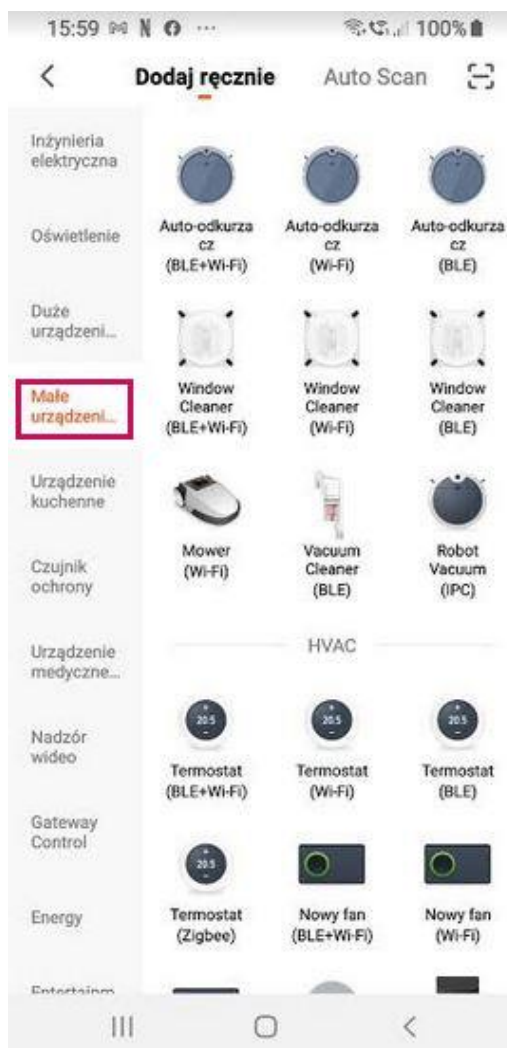 15:59 N ... 100%
Dodaj ręcznie Auto Scan
Inżynieria
elektryczna
Oświetlenie
Duże
urządzeni...
Małe
urządzeni...
Urządzenie
kuchenne
Czujnik
ochrony
Urządzenie
medyczne...
Nadzór
wideo
Gateway
Control
Energy
Entertainm
Auto-odkurza
cz
(BLE+Wi-Fi)
Auto-odkurza
cz
(Wi-Fi)
Auto-odkurza
cz
(BLE)
Window
Cleaner
(BLE+Wi-Fi)
Window
Cleaner
(Wi-Fi)
Window
Cleaner
(BLE)
Mower
(Wi-Fi)
Vacuum
Cleaner
(BLE)
Robot
Vacuum
(IPC)
HVAC
20.5
Termostat
(BLE+Wi-Fi)
20.5
Termostat
(Wi-Fi)
20.5
Termostat
(BLE)
20.5
Termostat
(Zigbee)
Nowy fan
(BLE+Wi-Fi)
Nowy fan
(Wi-Fi)